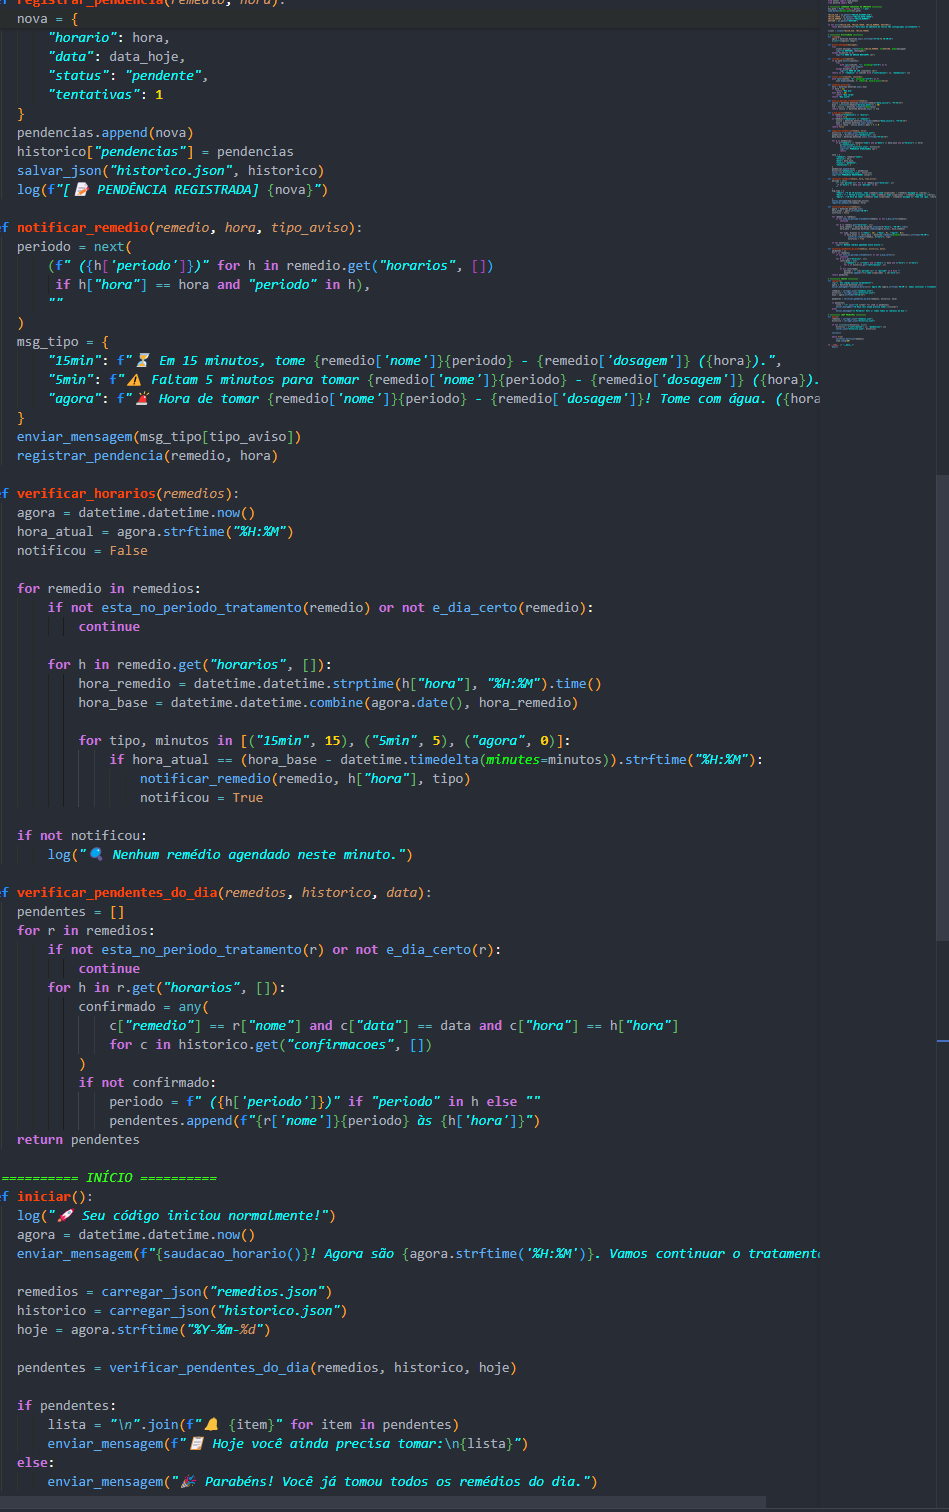 ef registrar_pendencia(remedio, hora):
    nova = {
        "horario": hora,
        "data": data_hoje,
        "status": "pendente",
        "tentativas": 1
    }
    pendencias.append(nova)
    historico["pendencias"] = pendencias
    salvar_json("historico.json", historico)
    log(f"[📝 PENDÊNCIA REGISTRADA] {nova}")

ef notificar_remedio(remedio, hora, tipo_aviso):
    periodo = next(
        (f" ({h['periodo']})" for h in remedio.get("horarios", [])
         if h["hora"] == hora and "periodo" in h),
        ""
    )
    msg_tipo = {
        "15min": f"⏳ Em 15 minutos, tome {remedio['nome']}{periodo} - {remedio['dosagem']} ({hora}).",
        "5min": f"⚠️ Faltam 5 minutos para tomar {remedio['nome']}{periodo} - {remedio['dosagem']} ({hora}).
        "agora": f"🚨 Hora de tomar {remedio['nome']}{periodo} - {remedio['dosagem']}! Tome com água. ({hora
    }
    enviar_mensagem(msg_tipo[tipo_aviso])
    registrar_pendencia(remedio, hora)

ef verificar_horarios(remedios):
    agora = datetime.datetime.now()
    hora_atual = agora.strftime("%H:%M")
    notificou = False

    for remedio in remedios:
        if not esta_no_periodo_tratamento(remedio) or not e_dia_certo(remedio):
            continue

        for h in remedio.get("horarios", []):
            hora_remedio = datetime.datetime.strptime(h["hora"], "%H:%M").time()
            hora_base = datetime.datetime.combine(agora.date(), hora_remedio)

            for tipo, minutos in [("15min", 15), ("5min", 5), ("agora", 0)]:
                if hora_atual == (hora_base - datetime.timedelta(minutes=minutos)).strftime("%H:%M"):
                    notificar_remedio(remedio, h["hora"], tipo)
                    notificou = True

    if not notificou:
        log("🔍 Nenhum remédio agendado neste minuto.")

ef verificar_pendentes_do_dia(remedios, historico, data):
    pendentes = []
    for r in remedios:
        if not esta_no_periodo_tratamento(r) or not e_dia_certo(r):
            continue
        for h in r.get("horarios", []):
            confirmado = any(
                c["remedio"] == r["nome"] and c["data"] == data and c["hora"] == h["hora"]
                for c in historico.get("confirmacoes", [])
            )
            if not confirmado:
                periodo = f" ({h['periodo']})" if "periodo" in h else ""
                pendentes.append(f"{r['nome']}{periodo} às {h['hora']}")
    return pendentes

========== INÍCIO ==========
ef iniciar():
    log("🚀 Seu código iniciou normalmente!")
    agora = datetime.datetime.now()
    enviar_mensagem(f"{saudacao_horario()}! Agora são {agora.strftime('%H:%M')}. Vamos continuar o tratament

    remedios = carregar_json("remedios.json")
    historico = carregar_json("historico.json")
    hoje = agora.strftime("%Y-%m-%d")

    pendentes = verificar_pendentes_do_dia(remedios, historico, hoje)

    if pendentes:
        lista = "\n".join(f"🔔 {item}" for item in pendentes)
        enviar_mensagem(f"📋 Hoje você ainda precisa tomar:\n{lista}")
    else:
        enviar_mensagem("🎉 Parabéns! Você já tomou todos os remédios do dia.")